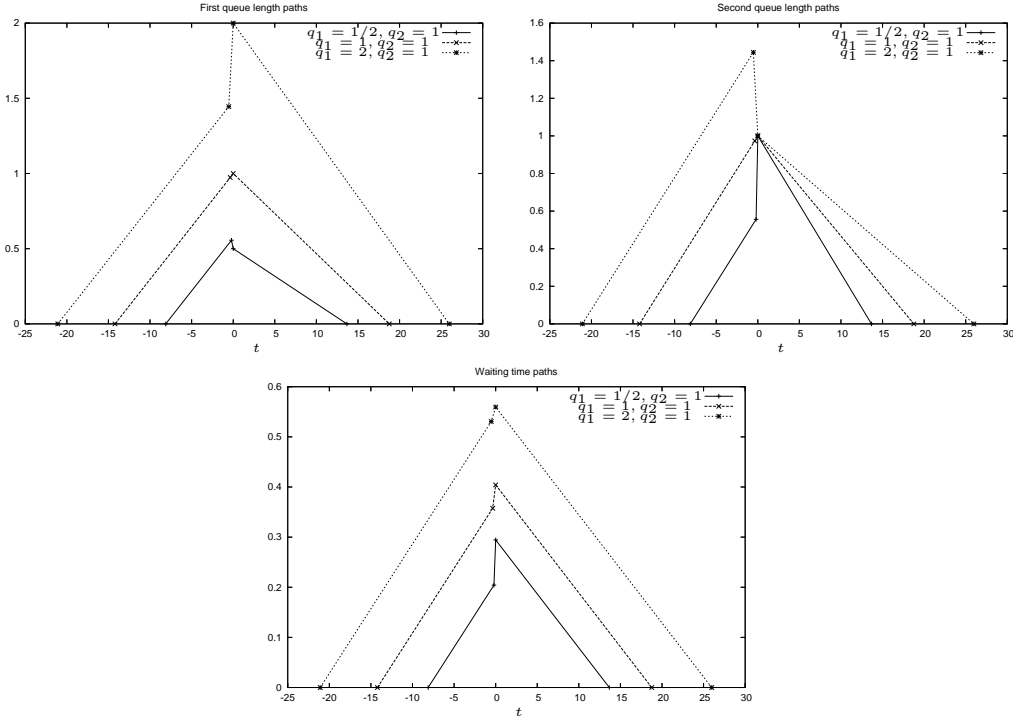 First queue length paths
q1 = 1/2, q2 = 1
q1 = 1, q2 = 1
q1 = 2, q2 = 1
2
1.5
1
0.5
0
-25 -20 -15 -10 -5 0 5 10 15 20 25 30
t
Second queue length paths
q1 = 1/2, q2 = 1
q1 = 1, q2 = 1
q1 = 2, q2 = 1
1.6
1.4
1.2
1
0.8
0.6
0.4
0.2
0
-25 -20 -15 -10 -5 0 5 10 15 20 25 30
t
Waiting time paths
q1 = 1/2, q2 = 1
q1 = 1, q2 = 1
q1 = 2, q2 = 1
0.6
0.5
0.4
0.3
0.2
0.1
0
-25 -20 -15 -10 -5 0 5 10 15 20 25 30
t